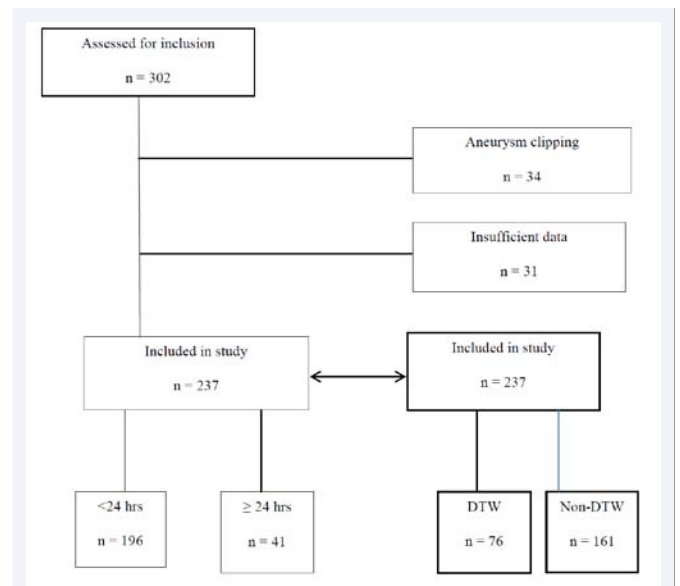 Assessed for inclusion
n = 302
Aneurysm clipping
n = 34
Insufficient data
n = 31
Included in study
n = 237
Included in study
n = 237
<24 hrs
n = 196
≥ 24 hrs
n = 41
DTW
n = 76
Non-DTW
n = 161